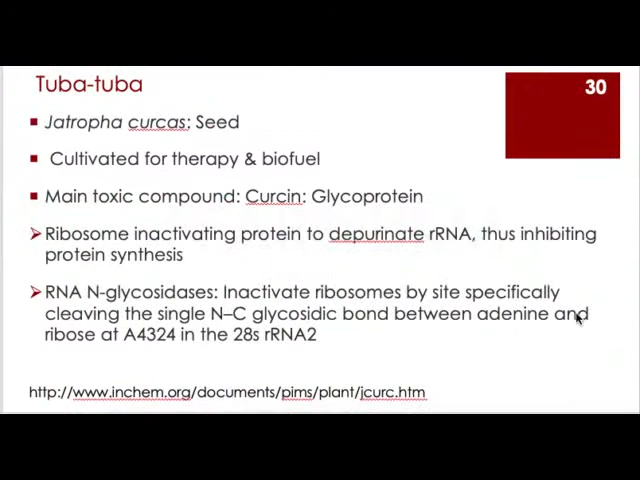 Tuba-tuba
30
Jatropha curcas: Seed
Cultivated for therapy & biofuel
Main toxic compound: Curcin: Glycoprotein
Ribosome inactivating protein to depurinate rRNA, thus inhibiting
protein synthesis
RNA N-glycosidases: Inactivate ribosomes by site specifically
cleaving the single N–C glycosidic bond between adenine and
ribose at A4324 in the 28s rRNA2
http://www.inchem.org/documents/pims/plant/jcurc.htm